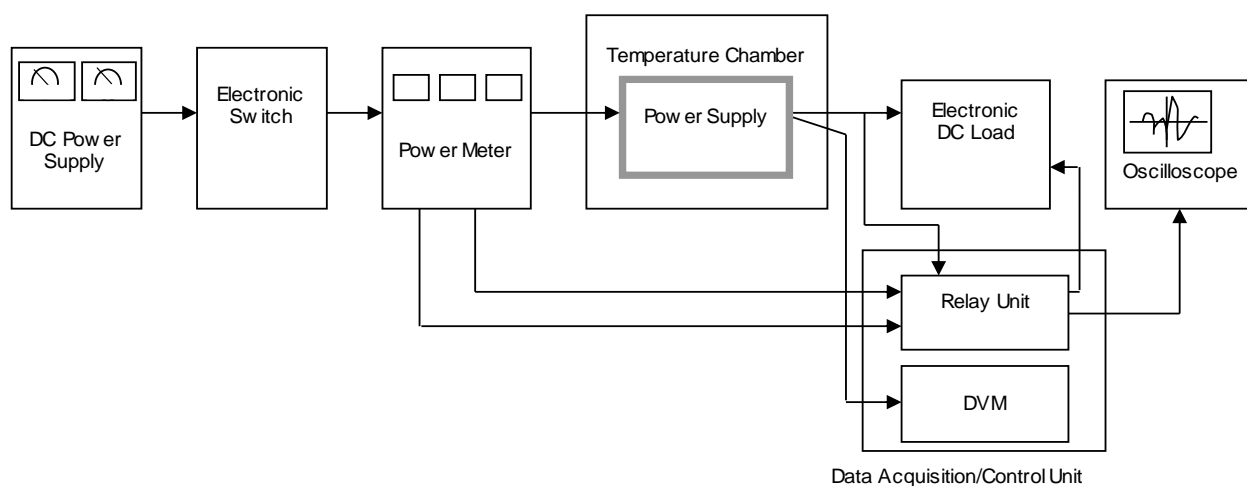 DC Power
Supply
Electronic
Switch
Power Meter
Temperature Chamber
Power Supply
Electronic
DC Load
Oscilloscope
Relay Unit
DVM
Data Acquisition/Control Unit